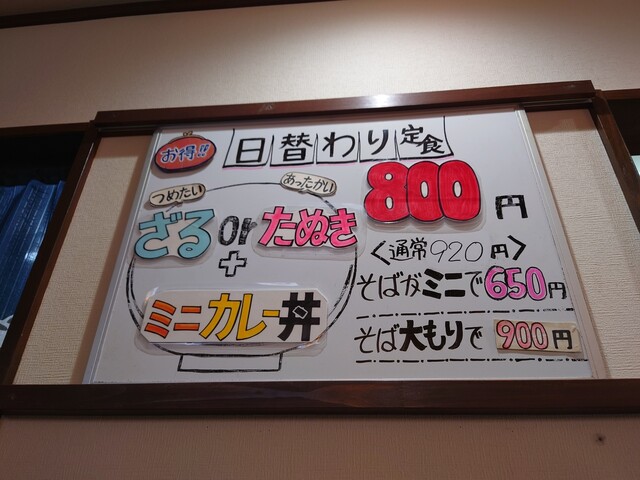 お得!!
日替わり定食
800円
つめたい
あったかい
ざる or たぬき
+
ミニカレー丼
<通常920円>
そばがミニで650円
そば大もりで 900円